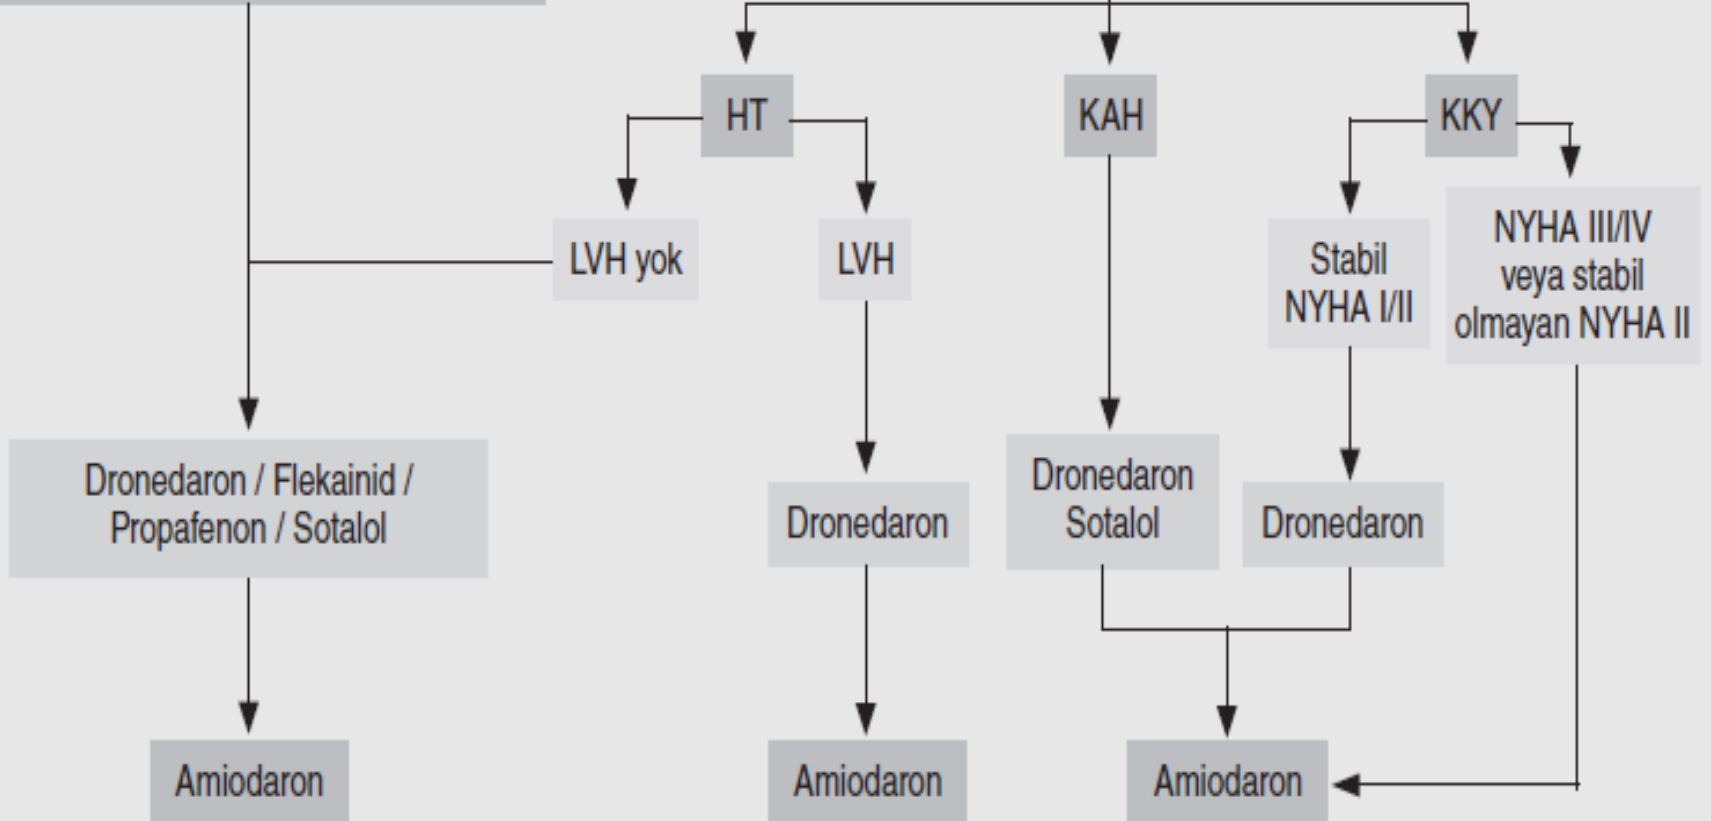 HT
KAH
KKY
LVH yok
LVH
Stabil
NYHA I/II
NYHA III/IV
veya stabil
olmayan NYHA II
Dronedaron / Flekainid /
Propafenon / Sotalol
Dronedaron
Dronedaron
Sotalol
Dronedaron
Amiodaron
Amiodaron
Amiodaron